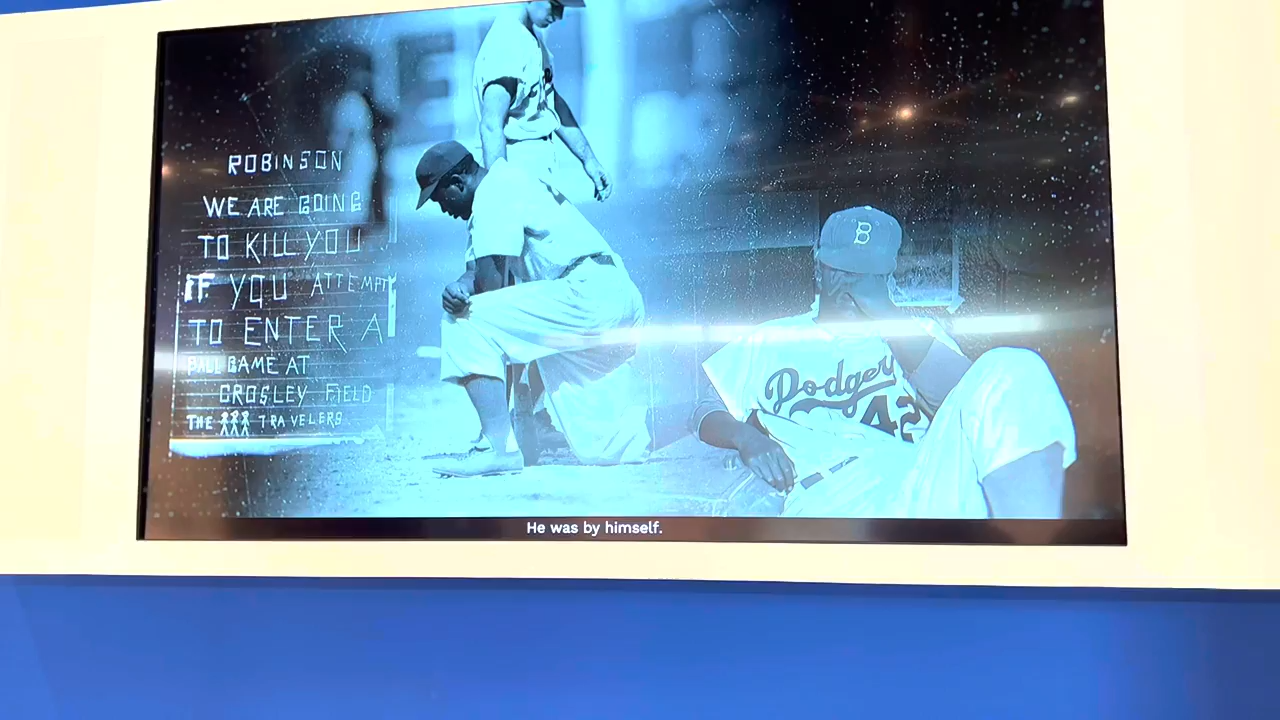 ROBINSON
WE ARE GOING
TO KILL YOU
IF YOU ATTEMPT
TO ENTER A
BALL GAME AT
CROSLEY FIELD
THE TRAVELERS
B
Dodgers
42
He was by himself.